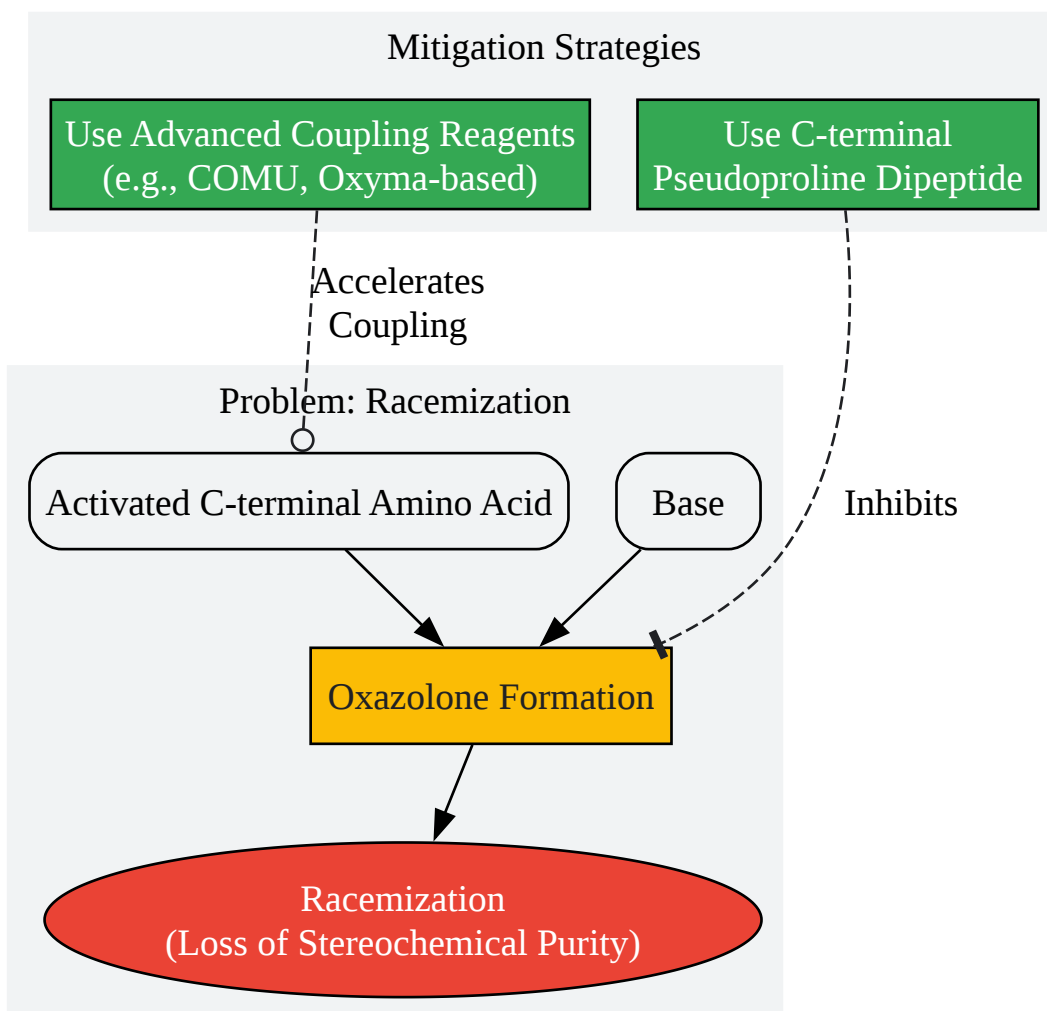 Mitigation Strategies
Use Advanced Coupling Reagents
(e.g., COMU, Oxyma-based)
Use C-terminal
Pseudoproline Dipeptide
Accelerates
Coupling
Problem: Racemization
Activated C-terminal Amino Acid
Base
Inhibits
Oxazolone Formation
Racemization
(Loss of Stereochemical Purity)